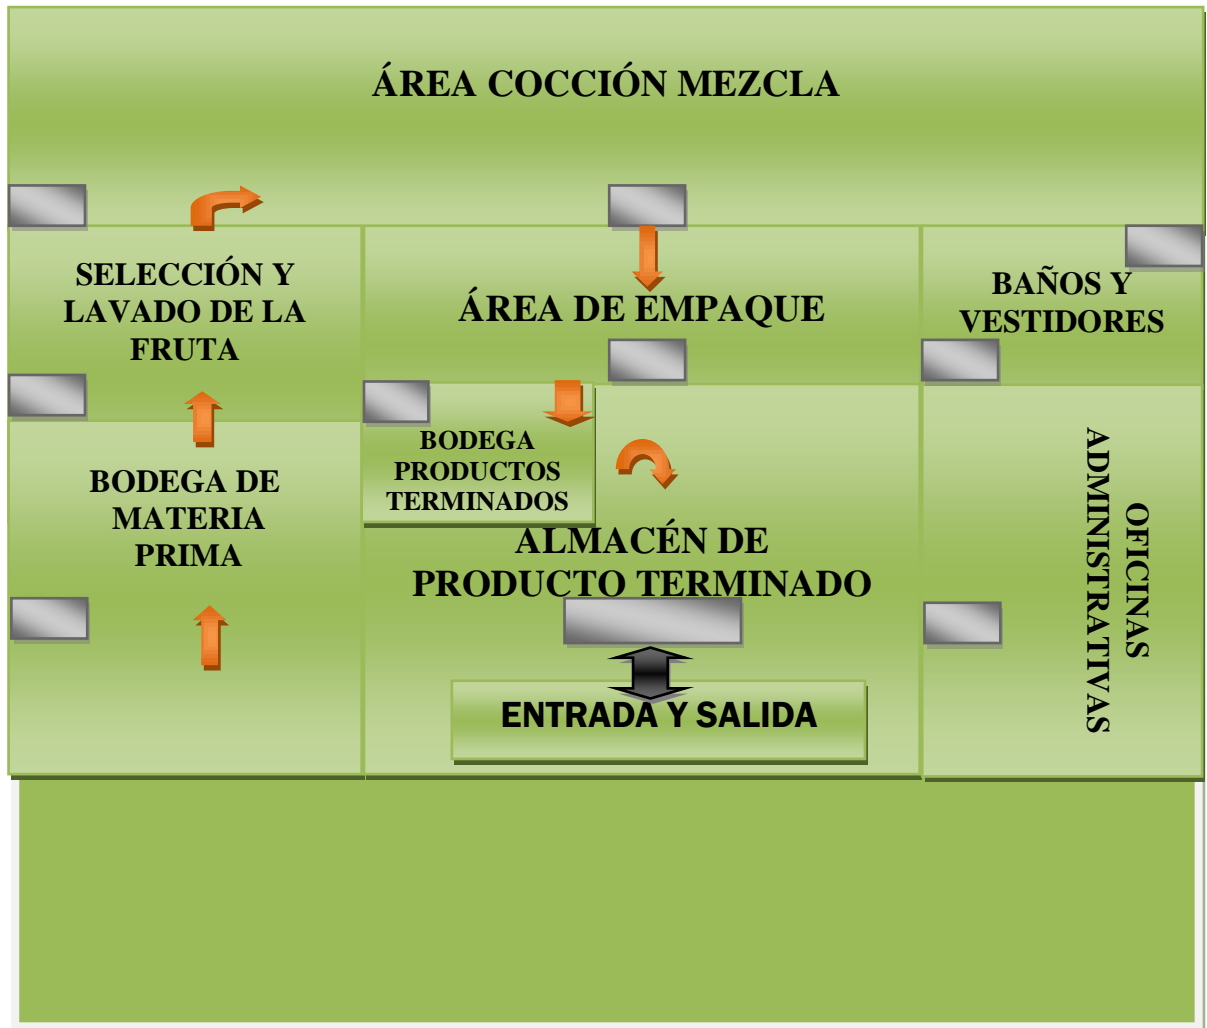 ÁREA COCCIÓN MEZCLA
SELECCIÓN Y
LAVADO DE LA
FRUTA
ÁREA DE EMPAQUE
BAÑOS Y
VESTIDORES
BODEGA DE
MATERIA
PRIMA
BODEGA
PRODUCTOS
TERMINADOS
ALMACÉN DE
PRODUCTO TERMINADO
OFICINAS
ADMINISTRATIVAS
ENTRADA Y SALIDA